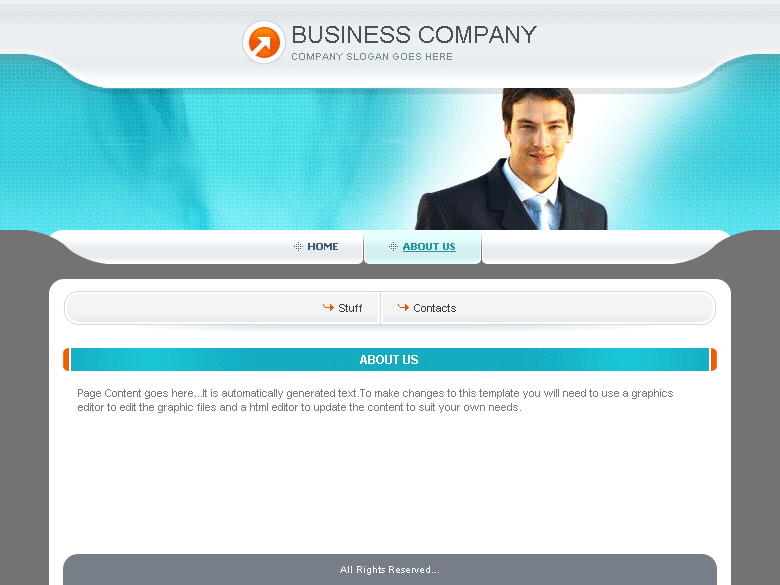 BUSINESS COMPANY
COMPANY SLOGAN GOES HERE
HOME
ABOUT US
Stuff
Contacts
ABOUT US
Page Content goes here...It is automatically generated text.To make changes to this template you will need to use a graphics
editor to edit the graphic files and a html editor to update the content to suit your own needs.
All Rights Reserved...